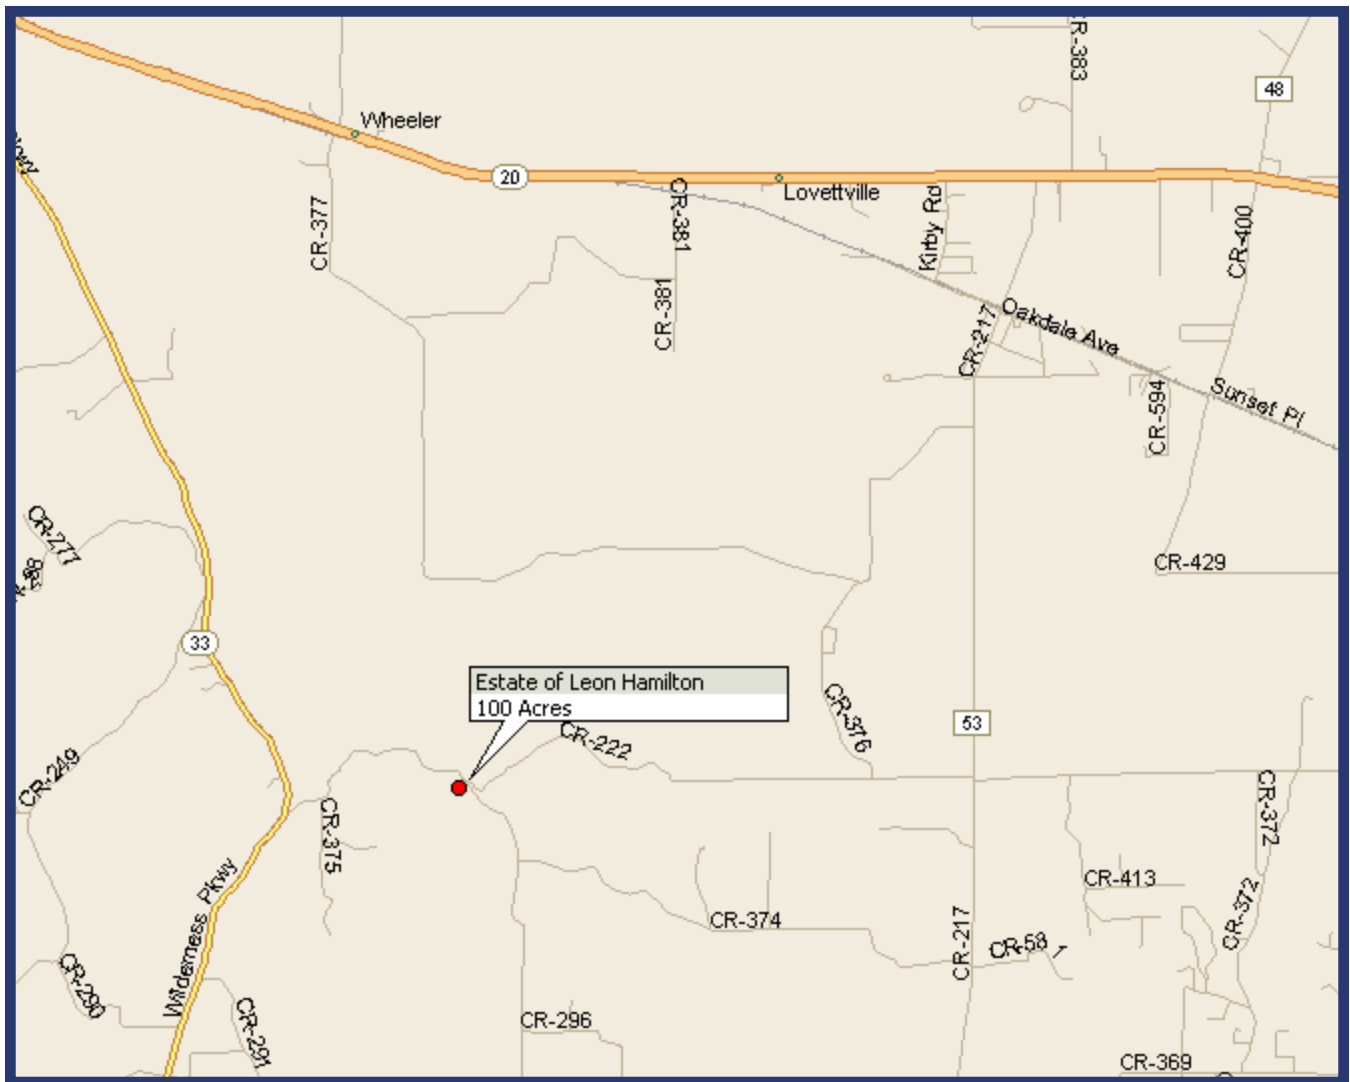 CR-383
48
Wheeler
20
Lovettville
CR-377
CR-381
Kirby Rd
CR-400
CR-381
CR-217
Oakdale Ave
Sunset Pl
CR-594
CR-277
CR-429
33
Estate of Leon Hamilton
100 Acres
CR-376
CR-222
53
CR-249
CR-375
CR-372
Wilderness Pkwy
CR-413
CR-374
CR-217
CR-372
CR-58
CR-290
CR-291
CR-296
CR-369